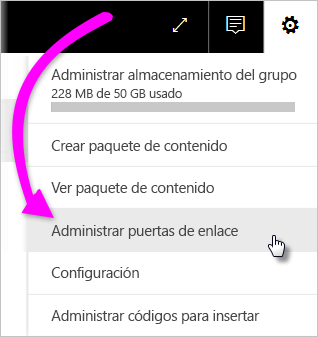 Administrar almacenamiento del grupo
228 MB de 50 GB usado
Crear paquete de contenido
Ver paquete de contenido
Administrar puertas de enlace
Configuración
Administrar códigos para insertar